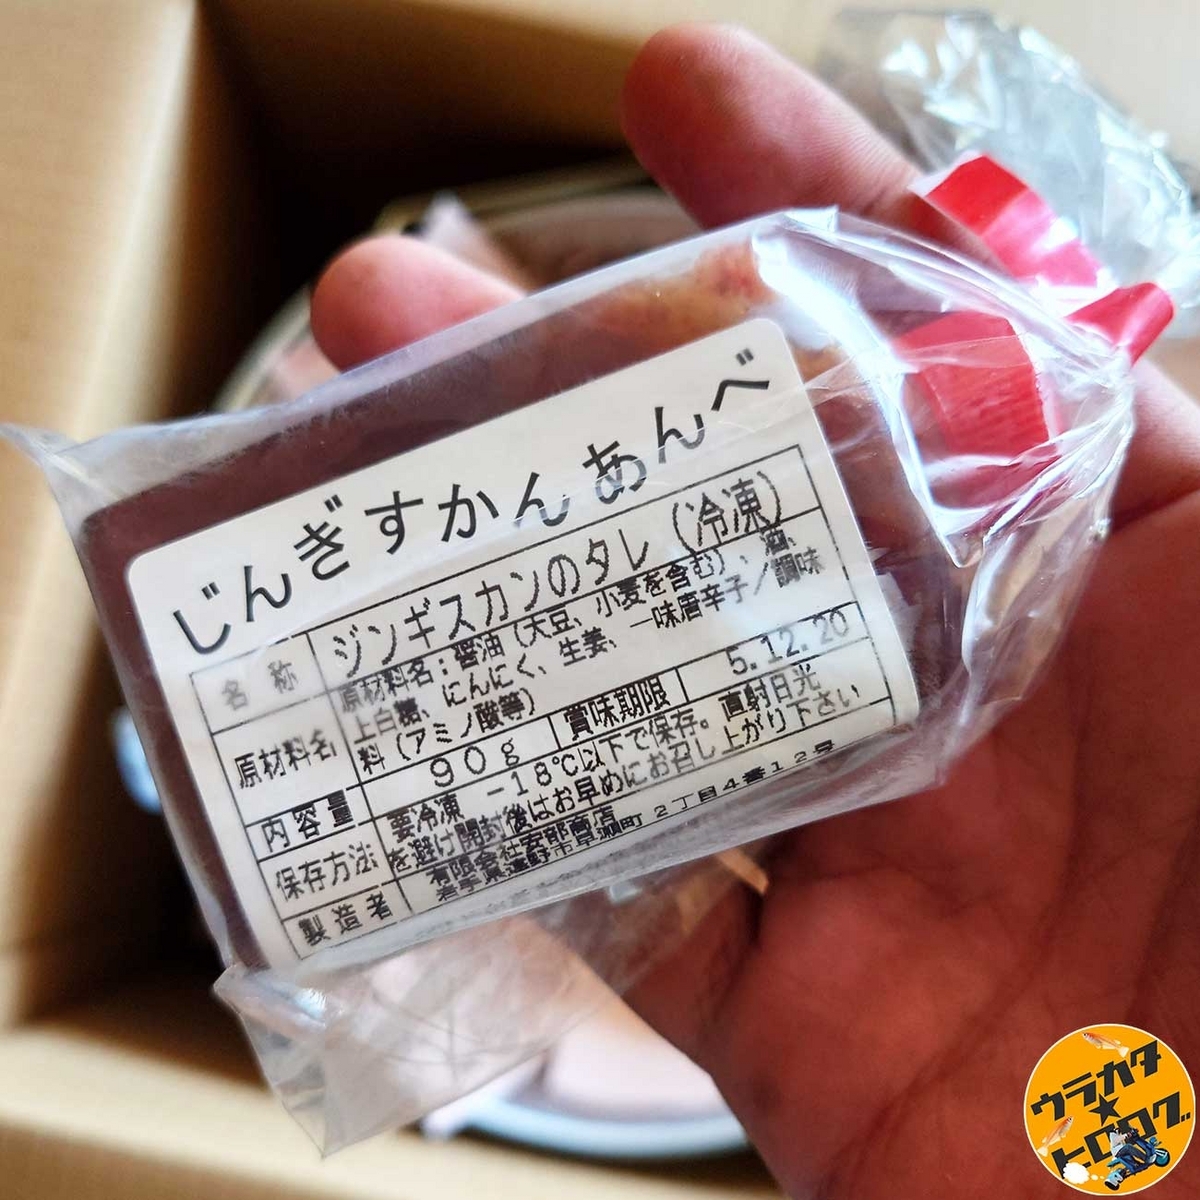 じんぎすかん あんべ
名称 ジンギスカンのタレ（冷凍）
原材料名 原材料名：醤油（大豆、小麦を含む）、酒、
上白糖、にんにく、生姜、一味唐辛子／調味
料（アミノ酸等）
内容量 90g 賞味期限 5.12.20
保存方法 要冷凍 -18℃以下で保存。直射日光
を避け開封後はお早めにお召し上がり下さい
製造者 有限会社安部商店
岩手県遠野市早瀬町2丁目4番12号
ウラカタ
★
ヒロログ